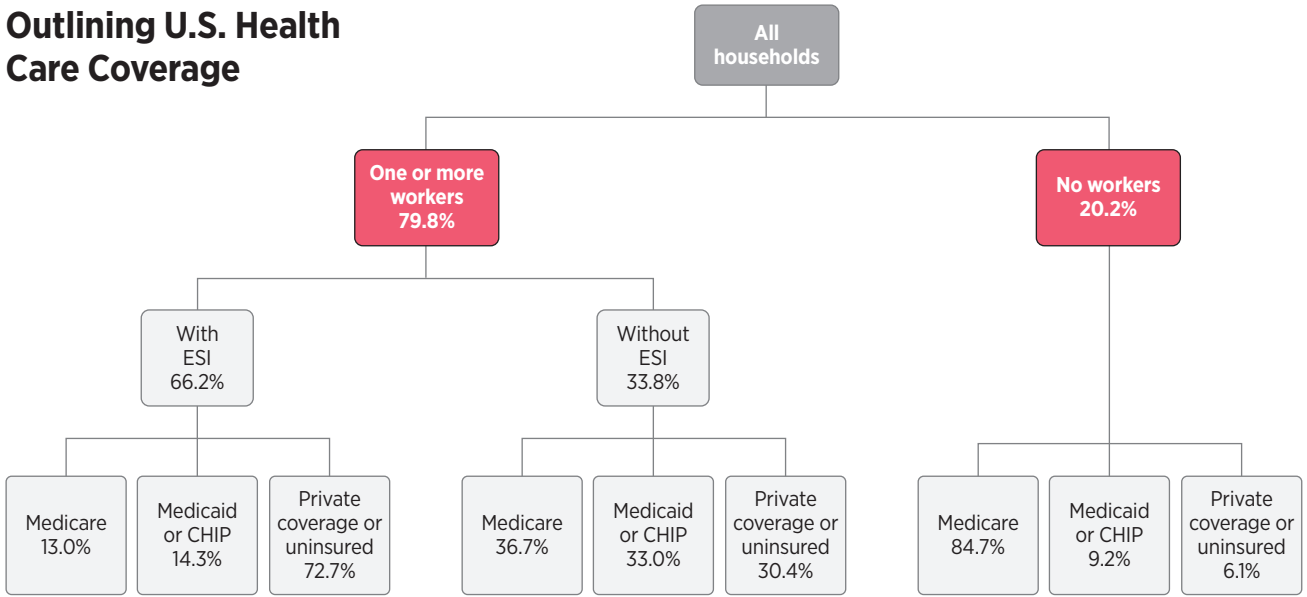 Outlining U.S. Health
Care Coverage
All
households
One or more
workers
79.8%
No workers
20.2%
With
ESI
66.2%
Without
ESI
33.8%
Medicare
13.0%
Medicaid
or CHIP
14.3%
Private
coverage or
uninsured
72.7%
Medicare
36.7%
Medicaid
or CHIP
33.0%
Private
coverage or
uninsured
30.4%
Medicare
84.7%
Medicaid
or CHIP
9.2%
Private
coverage or
uninsured
6.1%